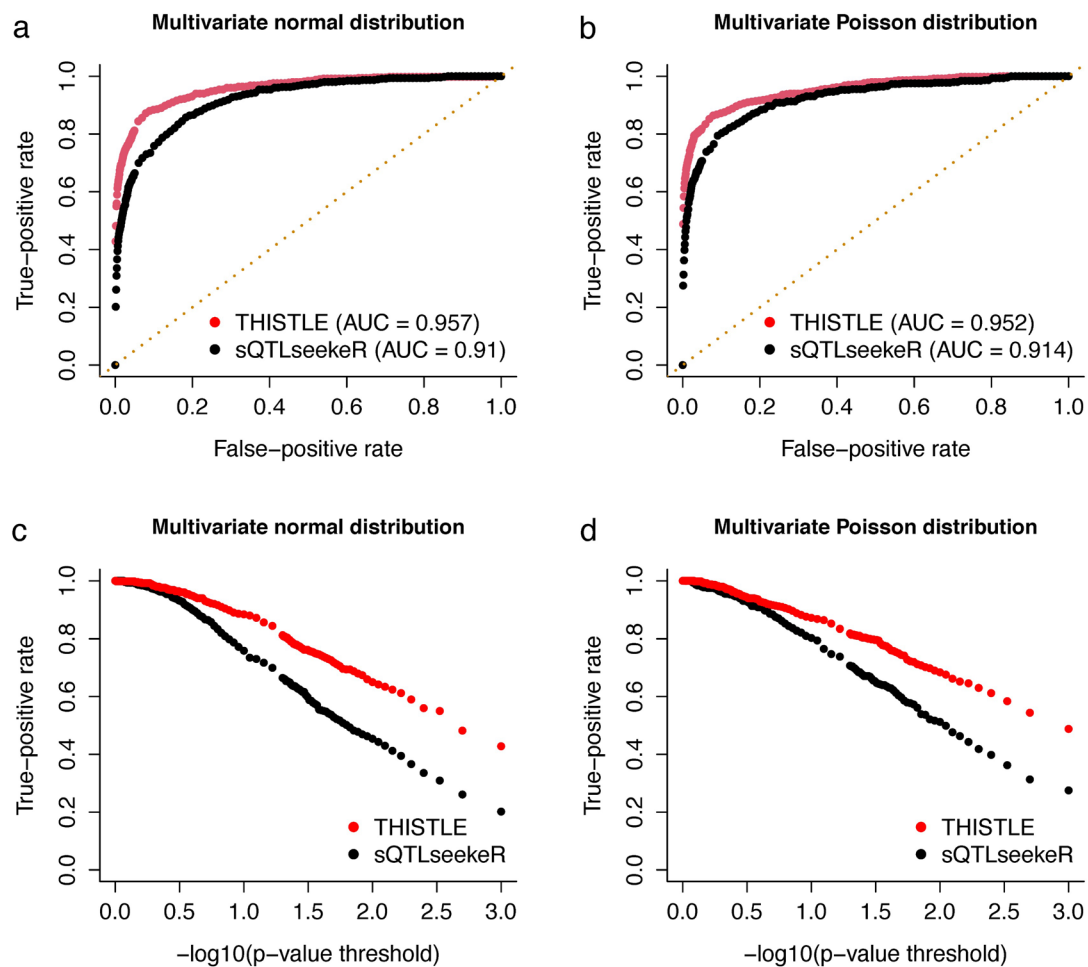 a
Multivariate normal distribution
True−positive rate
1.0
0.8
0.6
0.4
0.2
0.0
THISTLE (AUC = 0.957)
sQTLseekeR (AUC = 0.91)
0.0 0.2 0.4 0.6 0.8 1.0
False−positive rate
b
Multivariate Poisson distribution
True−positive rate
1.0
0.8
0.6
0.4
0.2
0.0
THISTLE (AUC = 0.952)
sQTLseekeR (AUC = 0.914)
0.0 0.2 0.4 0.6 0.8 1.0
False−positive rate
c
Multivariate normal distribution
True−positive rate
1.0
0.8
0.6
0.4
0.2
0.0
THISTLE
sQTLseekeR
0.0 0.5 1.0 1.5 2.0 2.5 3.0
−log10(p−value threshold)
d
Multivariate Poisson distribution
True−positive rate
1.0
0.8
0.6
0.4
0.2
0.0
THISTLE
sQTLseekeR
0.0 0.5 1.0 1.5 2.0 2.5 3.0
−log10(p−value threshold)